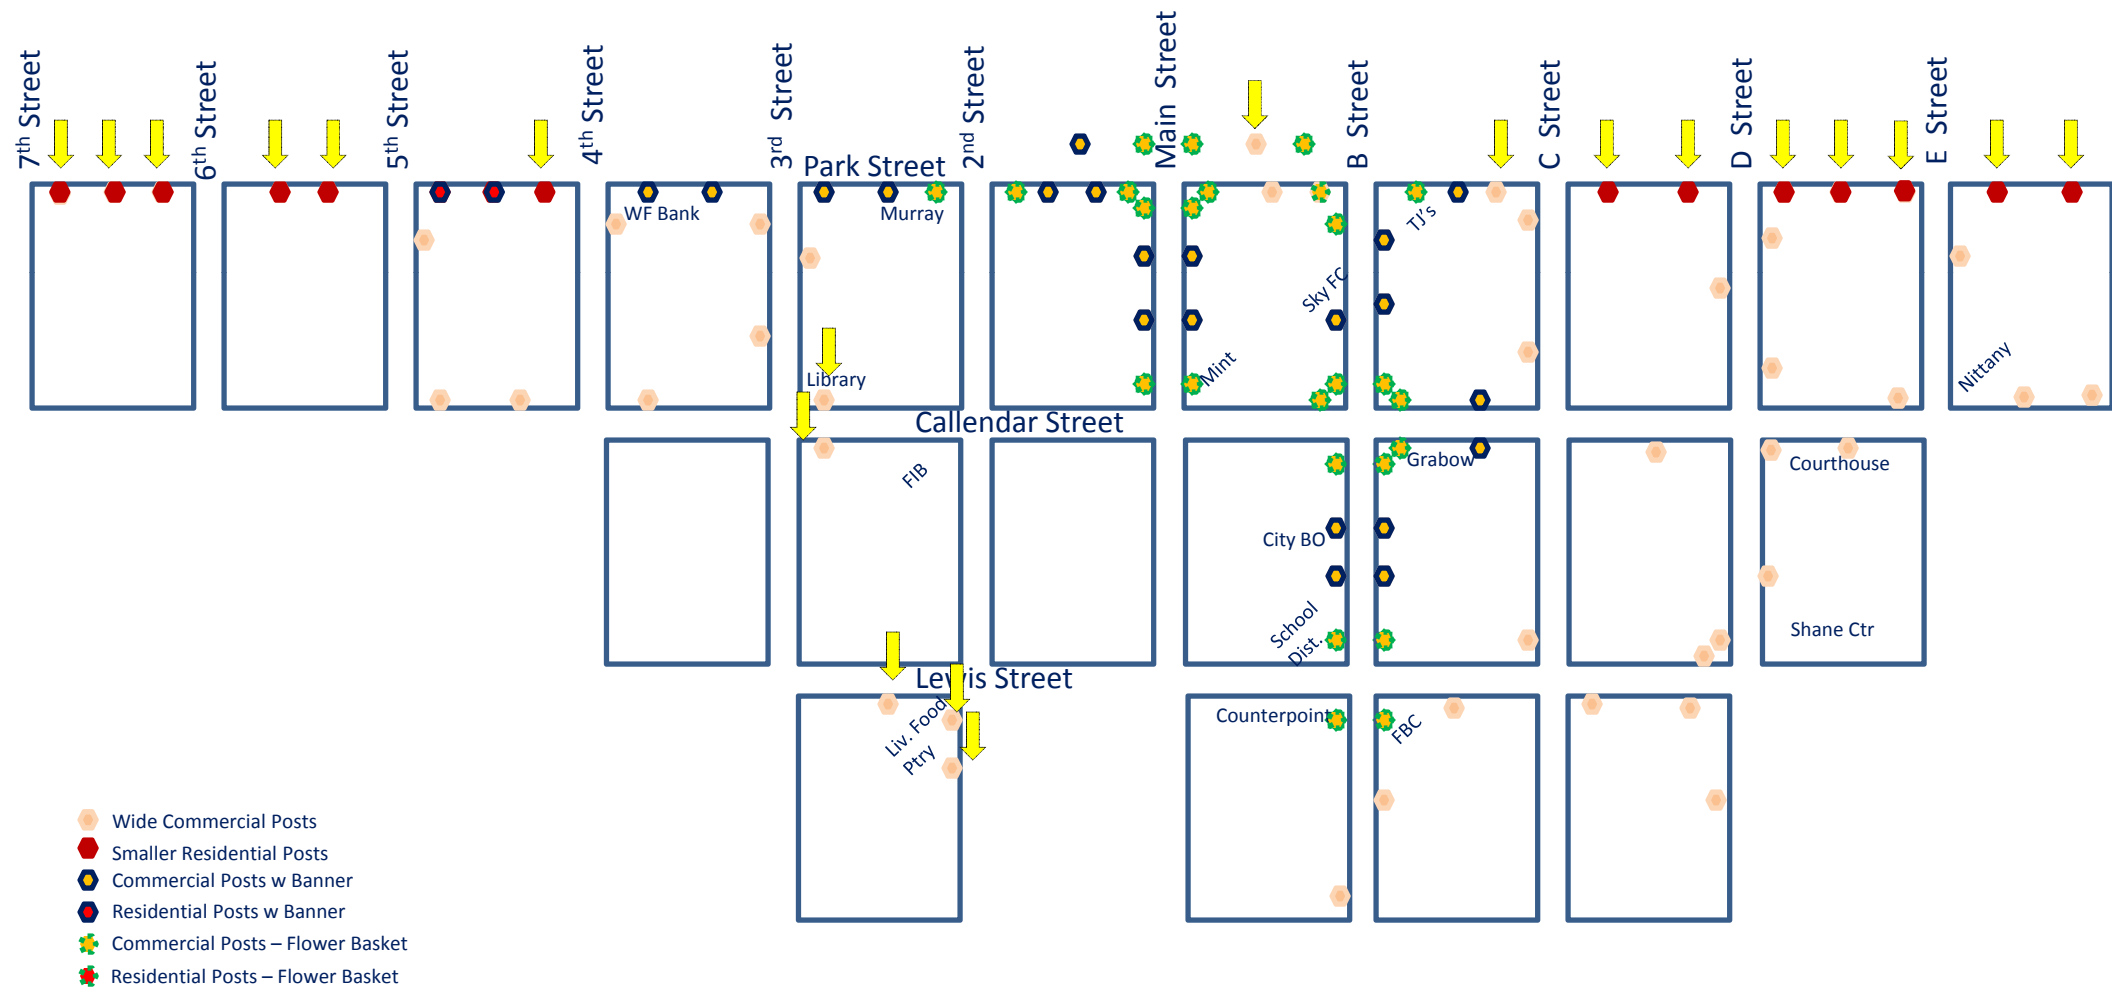 7th Street
6th Street
5th Street
4th Street
3rd Street
2nd Street
Main Street
B Street
C Street
D Street
E Street
Park Street
WF Bank
Murray
TJ's
Sky FC
Mint
Library
Nittany
Callendar Street
FIB
Grabow
Courthouse
City BO
School
Dist.
Shane Ctr
Lewis Street
Liv. Food
Ptry
Counterpoint
FBC
Wide Commercial Posts
Smaller Residential Posts
Commercial Posts w Banner
Residential Posts w Banner
Commercial Posts – Flower Basket
Residential Posts – Flower Basket